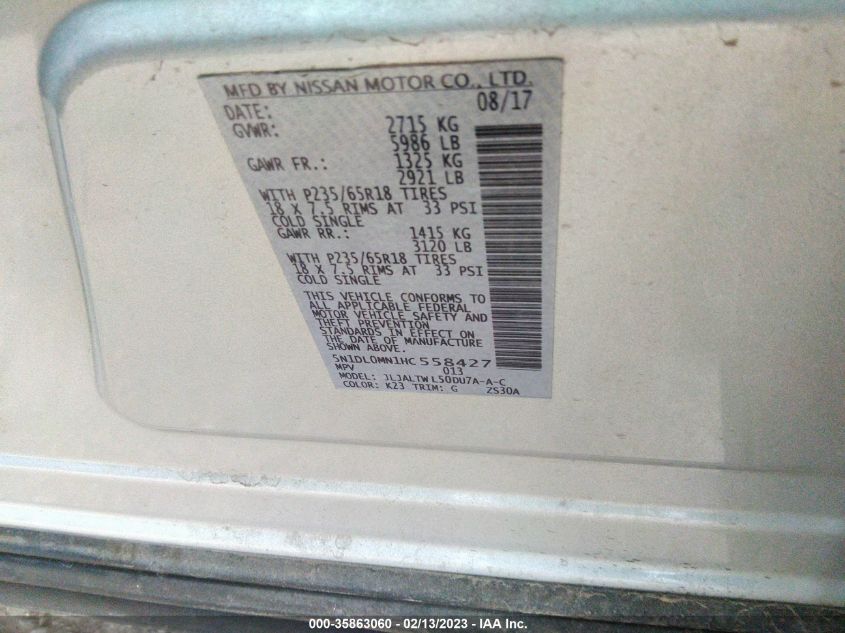 MFD BY NISSAN MOTOR CO., LTD.
DATE: 08/17
GVWR: 2715 KG
5986 LB
GAWR FR.: 1325 KG
2921 LB
WITH P235/65R18 TIRES
18 X 7.5 RIMS AT 33 PSI
COLD SINGLE
GAWR RR.: 1415 KG
3120 LB
WITH P235/65R18 TIRES
18 X 7.5 RIMS AT 33 PSI
COLD SINGLE
THIS VEHICLE CONFORMS TO
ALL APPLICABLE FEDERAL
MOTOR VEHICLE SAFETY AND
THEFT PREVENTION
STANDARDS IN EFFECT ON
THE DATE OF MANUFACTURE
SHOWN ABOVE.
5N1DL0MN1HC558427
MPV 013
MODEL: JLJALTWL50DU7A-A-C
COLOR: K23 TRIM: G ZS30A
000-35863060 - 02/13/2023 - IAA Inc.